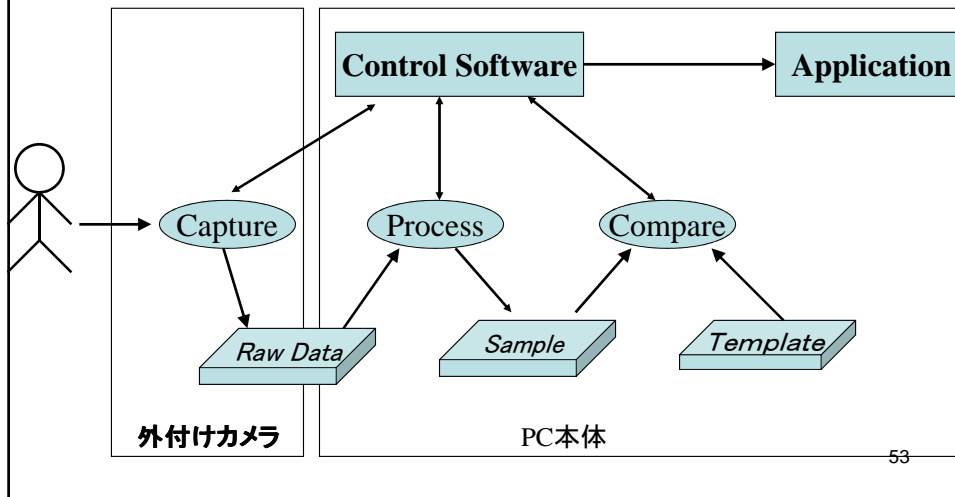 Control Software
Application
Capture
Process
Compare
Raw Data
Sample
Template
外付けカメラ
PC本体
53